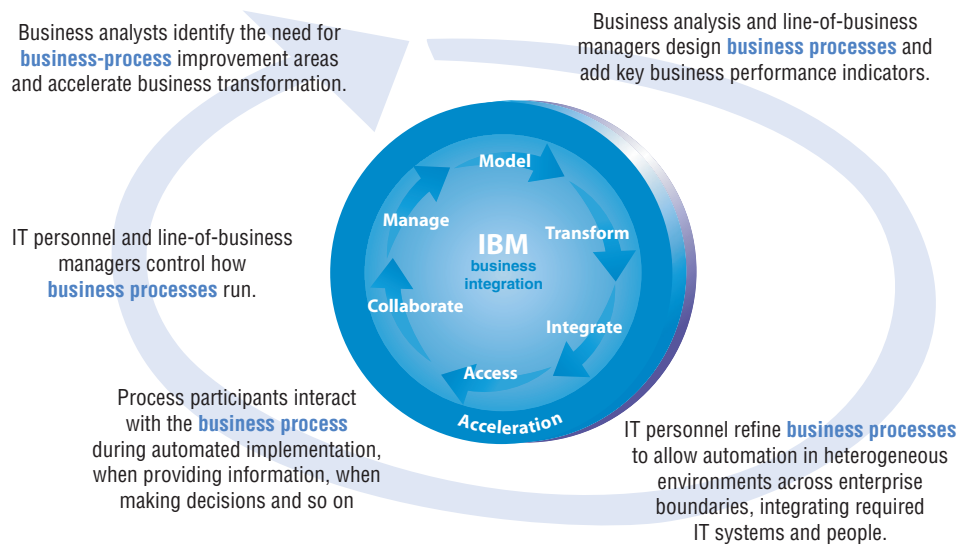 Business analysts identify the need for
business-process improvement areas
and accelerate business transformation.
Business analysis and line-of-business
managers design business processes and
add key business performance indicators.
Model
Manage
Transform
IBM
business
integration
Collaborate
Integrate
Access
Acceleration
IT personnel and line-of-business
managers control how
business processes run.
Process participants interact
with the business process
during automated implementation,
when providing information, when
making decisions and so on
IT personnel refine business processes
to allow automation in heterogeneous
environments across enterprise
boundaries, integrating required
IT systems and people.